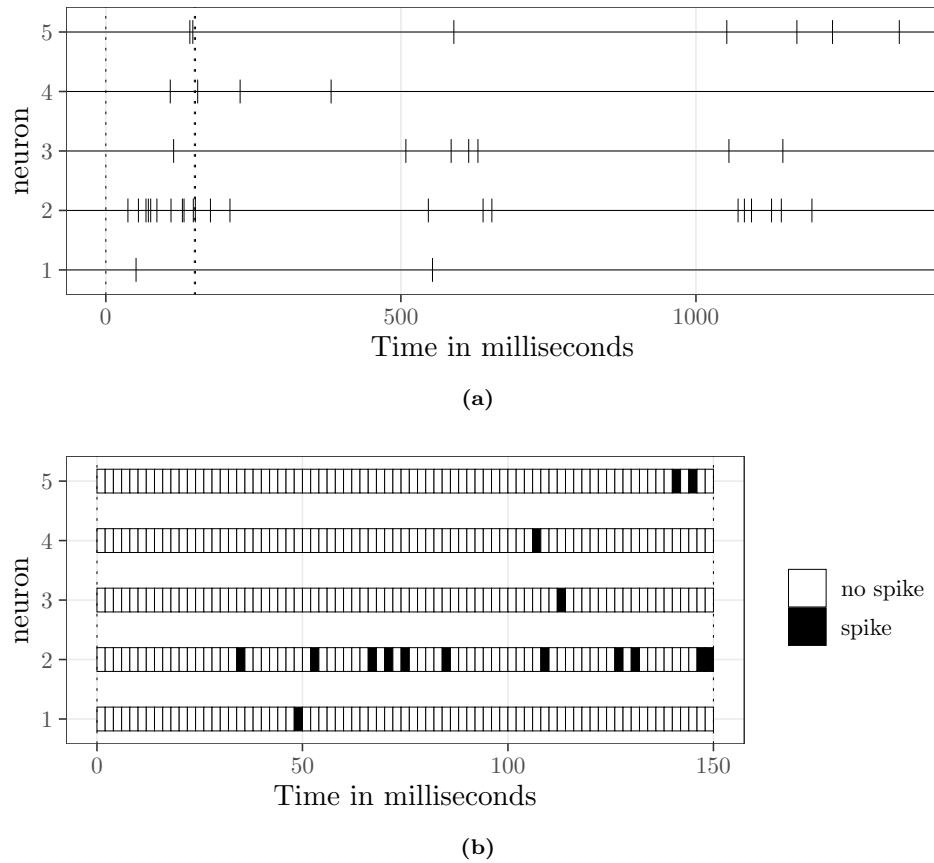 5
4
3
2
1
neuron
0 500 1000
Time in milliseconds
(a)
5
4
3
2
1
neuron
no spike
spike
0 50 100 150
Time in milliseconds
(b)